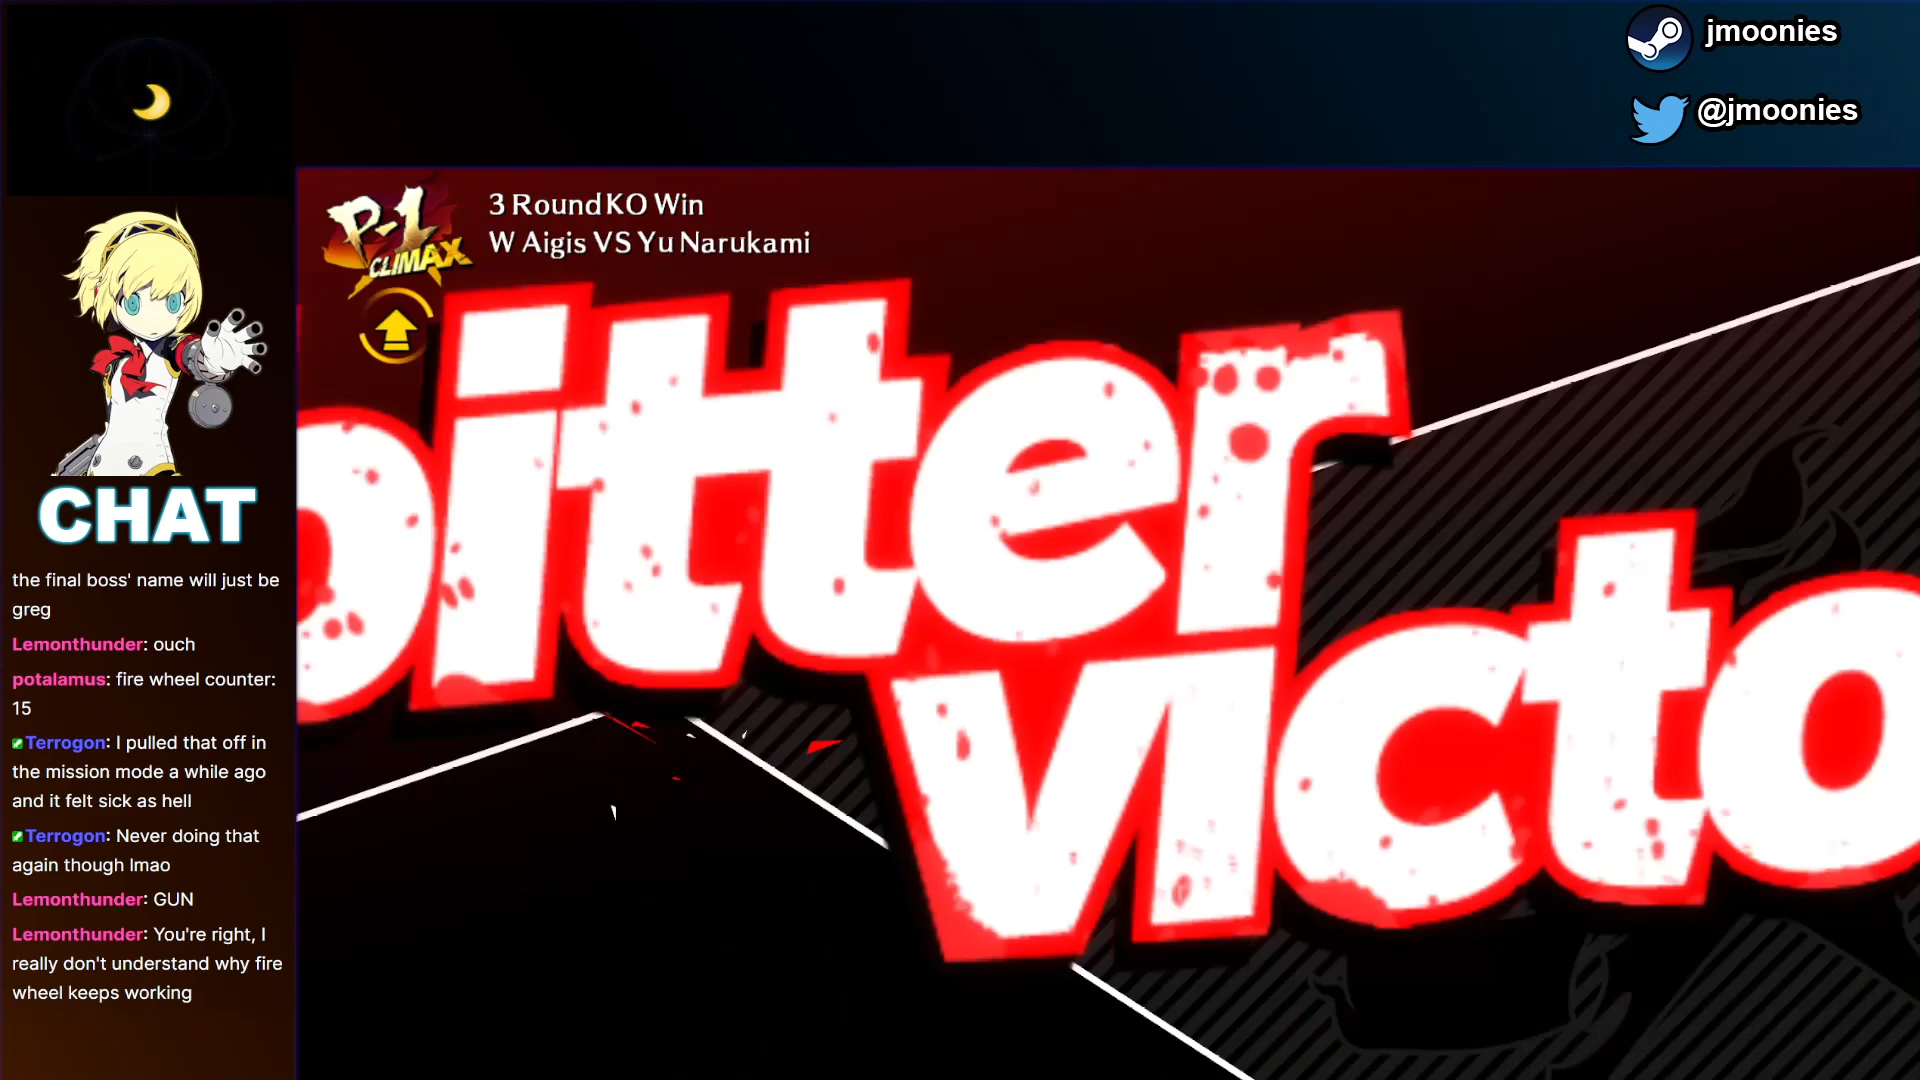 jmoonies
@jmoonies
P-1
CLIMAX
3 Round KO Win
W Aigis VS Yu Narukami
bitter
victo
CHAT
the final boss' name will just be
greg
Lemonthunder: ouch
potalamus: fire wheel counter:
15
Terrogon: I pulled that off in
the mission mode a while ago
and it felt sick as hell
Terrogon: Never doing that
again though lmao
Lemonthunder: GUN
Lemonthunder: You're right, I
really don't understand why fire
wheel keeps working